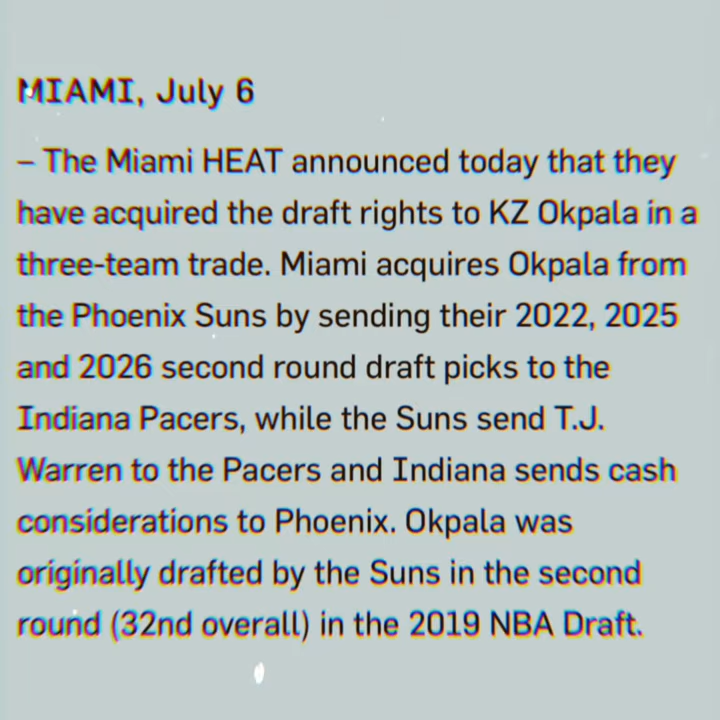 MIAMI, July 6
– The Miami HEAT announced today that they
have acquired the draft rights to KZ Okpala in a
three-team trade. Miami acquires Okpala from
the Phoenix Suns by sending their 2022, 2025
and 2026 second round draft picks to the
Indiana Pacers, while the Suns send T.J.
Warren to the Pacers and Indiana sends cash
considerations to Phoenix. Okpala was
originally drafted by the Suns in the second
round (32nd overall) in the 2019 NBA Draft.